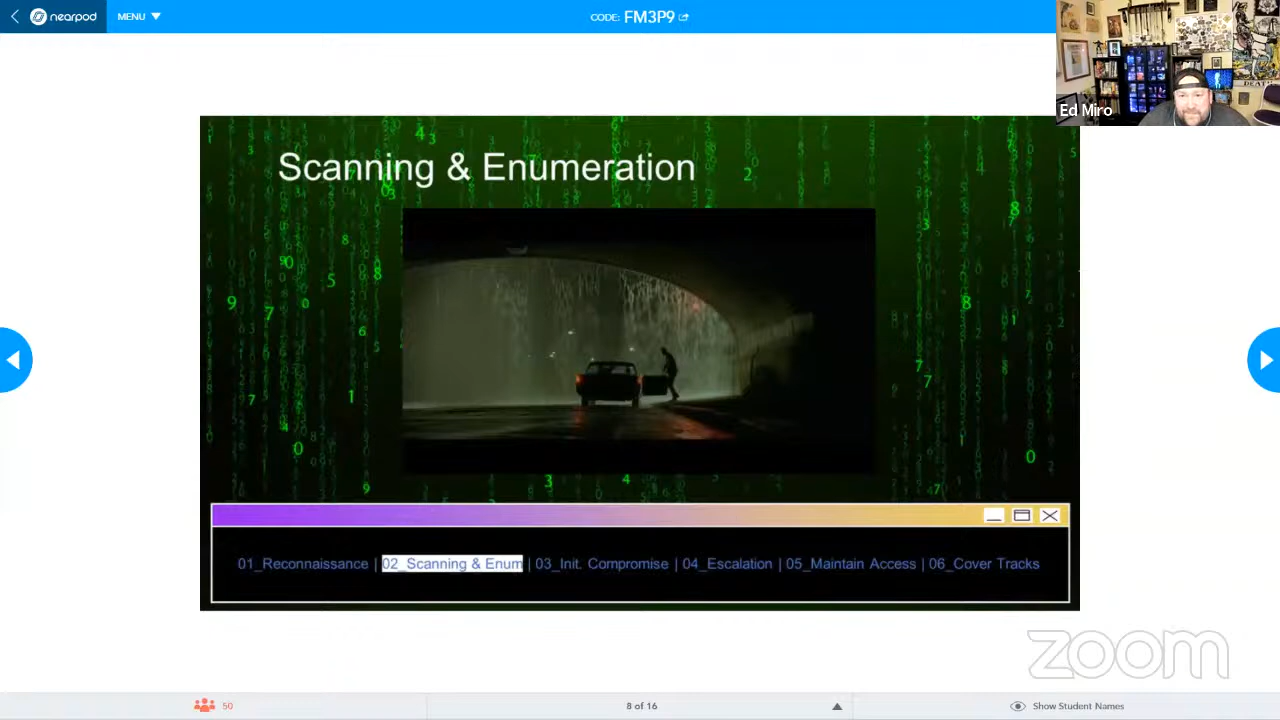 nearpod
MENU
CODE: FM3P9
Ed Miro
Scanning & Enumeration
01_Reconnaissance | 02_Scanning & Enum | 03_Init. Compromise | 04_Escalation | 05_Maintain Access | 06_Cover Tracks
zoom
50
8 of 16
Show Student Names